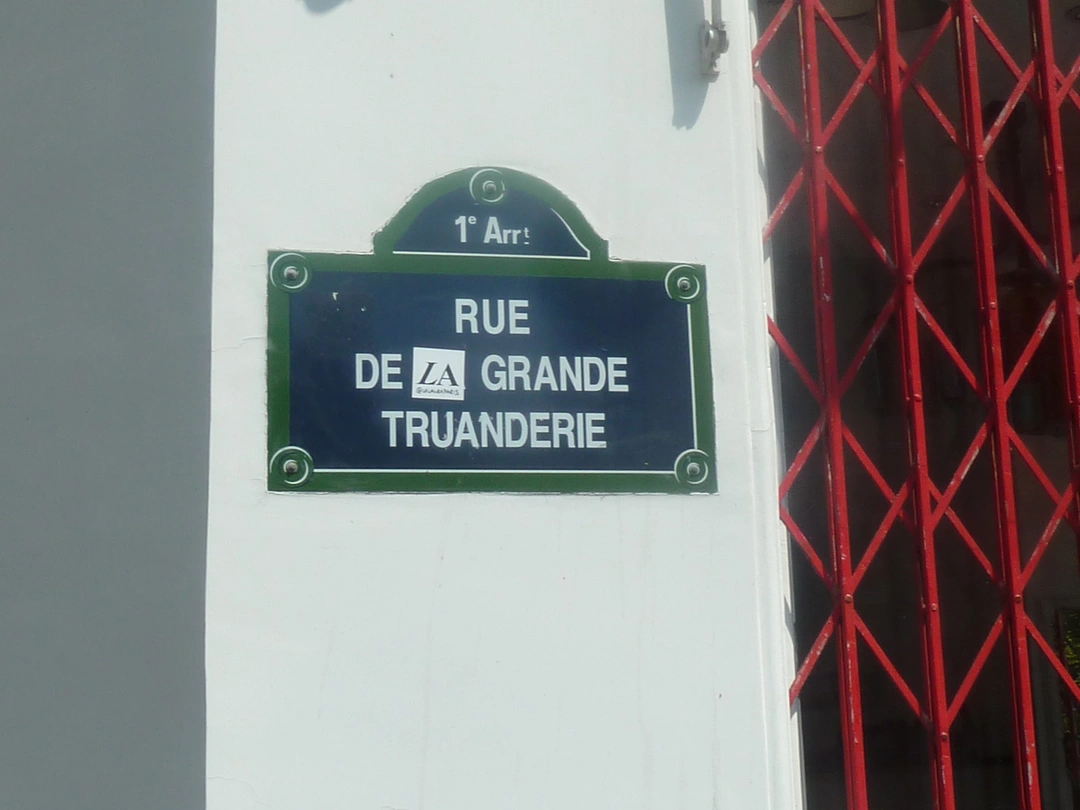 1e Arrt
RUE
DE LA GRANDE
TRUANDERIE